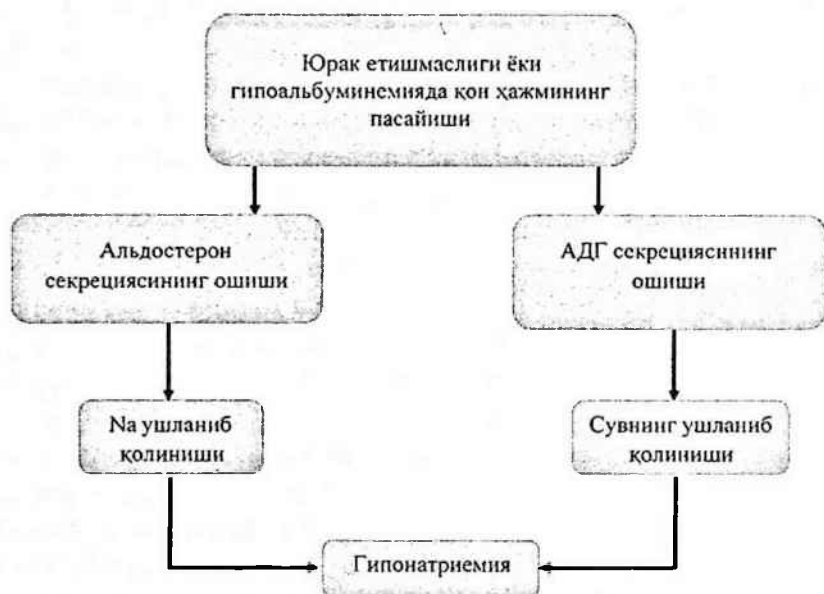 Юрак етишмаслиги ёки
гипоальбуминемияда қон ҳажмининг
пасайиши
Альдостерон
секрециясининг ошиши
АДГ секрециясининг
ошиши
Na ушланиб
қолиниши
Сувнинг ушланиб
қолиниши
Гипонатриемия